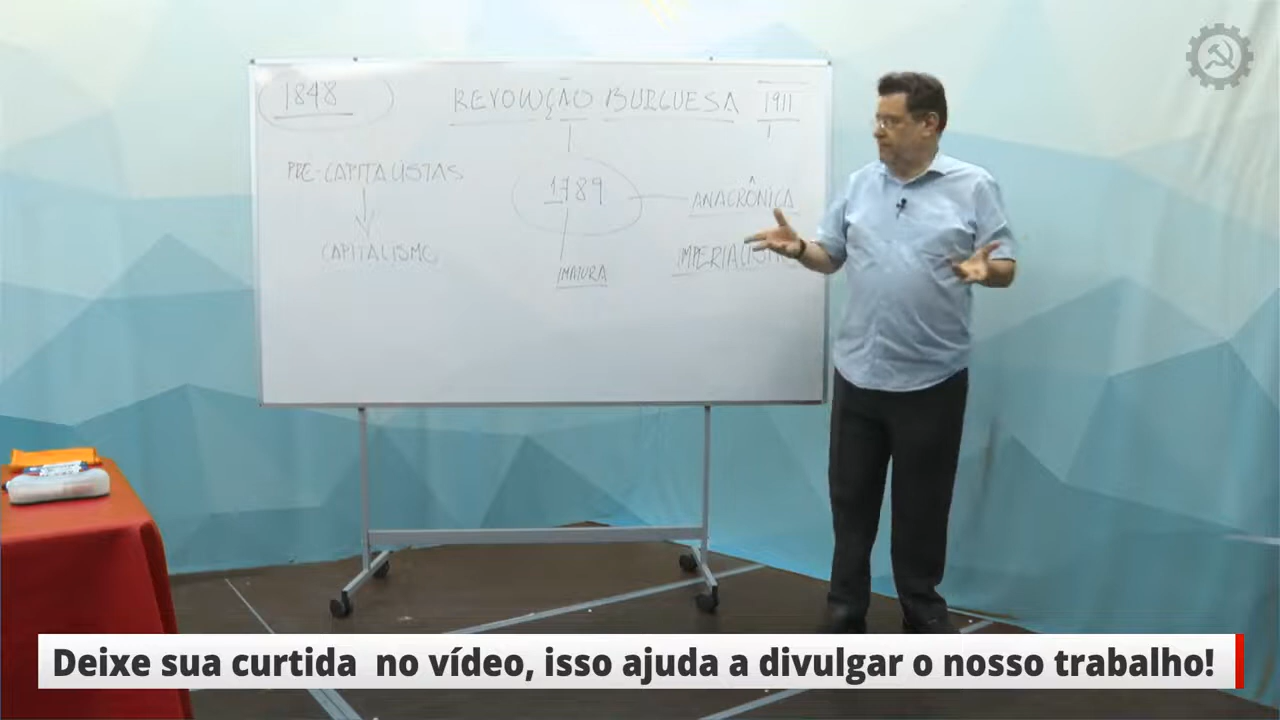 1848
REVOLUÇÃO BURGUESA
1911
PRE-CAPITALISTAS
1789
ANACRÔNICA
CAPITALISMO
IMATURA
IMPERIALISMO
Deixe sua curtida no vídeo, isso ajuda a divulgar o nosso trabalho!